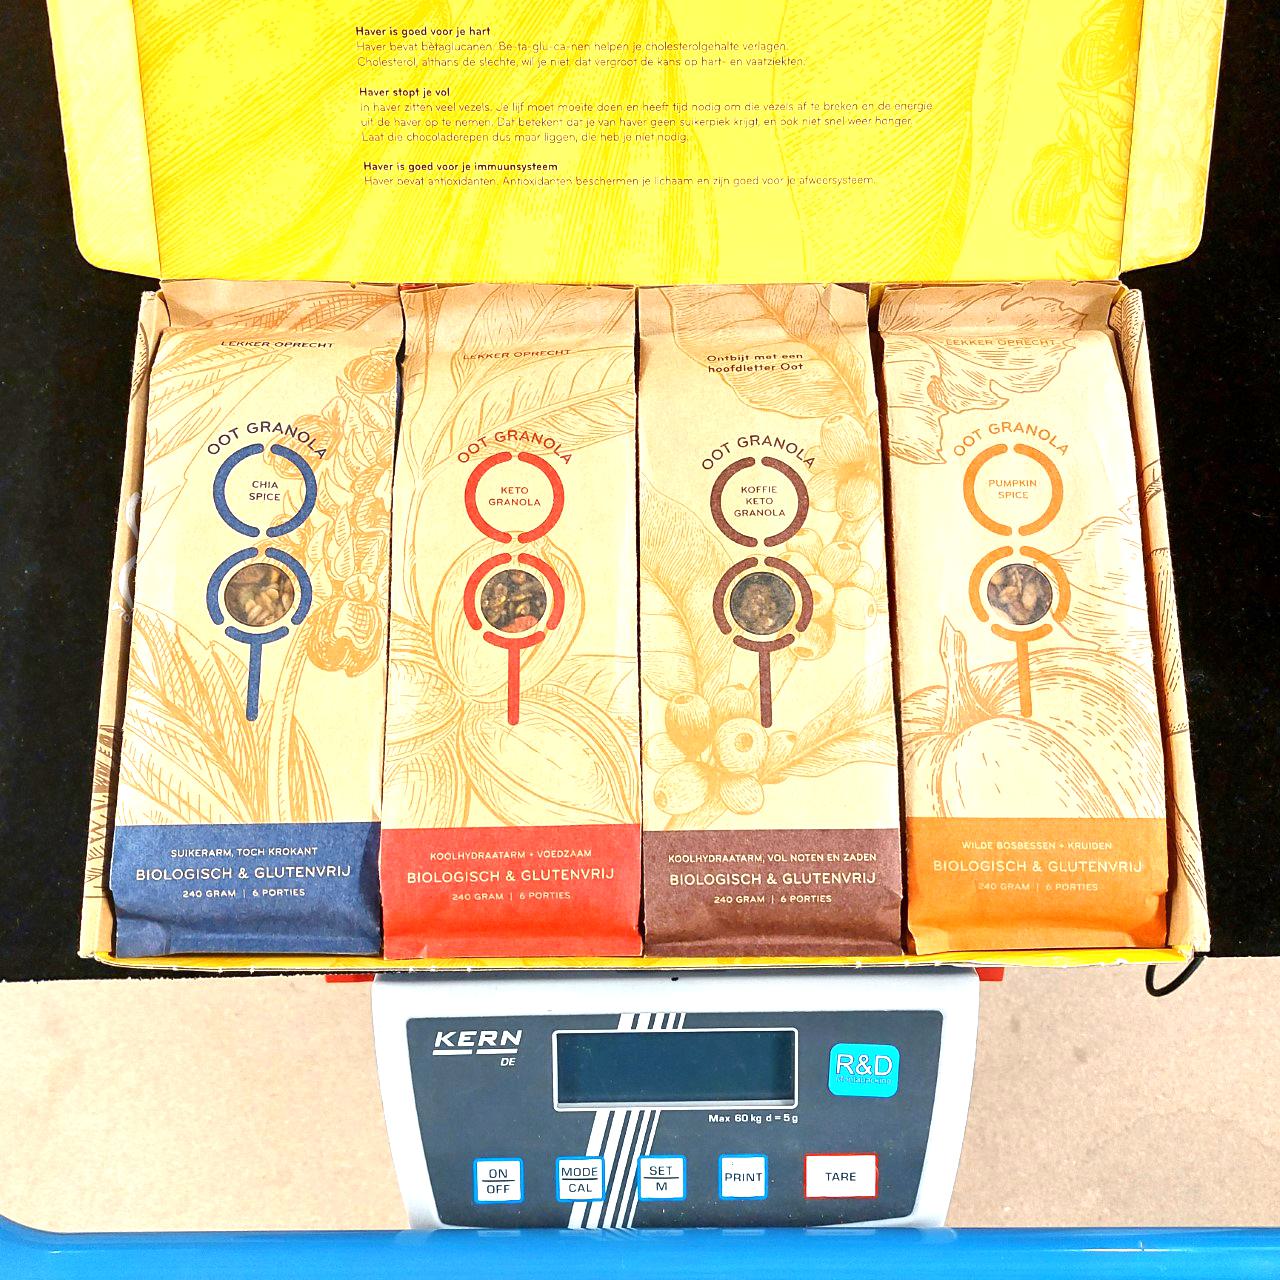 Haver is goed voor je hart
Haver bevat bètaglucanen. Be-ta-glu-ca-nen helpen je cholesterolgehalte verlagen.
Cholesterol, althans de slechte, wil je niet, dat vergroot de kans op hart- en vaatziekten.
Haver stopt je vol
In haver zitten veel vezels. Je lijf moet moeite doen en heeft tijd nodig om die vezels af te breken en de energie
uit de haver op te nemen. Dat betekent dat je van haver geen suikerpiek krijgt, en ook niet snel weer honger.
Laat die chocoladerepen dus maar liggen, die heb je niet nodig.
Haver is goed voor je immuunsysteem
Haver bevat antioxidanten. Antioxidanten beschermen je lichaam en zijn goed voor je afweersysteem.
LEKKER OPRECHT
OOT GRANOLA
CHIA
SPICE
SUIKERARM, TOCH KROKANT
BIOLOGISCH & GLUTENVRIJ
240 GRAM | 6 PORTIES
LEKKER OPRECHT
OOT GRANOLA
KETO
GRANOLA
KOOLHYDRAATARM + VOEDZAAM
BIOLOGISCH & GLUTENVRIJ
240 GRAM | 6 PORTIES
Ontbijt met een
hoofdletter Oot
OOT GRANOLA
KOFFIE
KETO
GRANOLA
KOOLHYDRAATARM, VOL NOTEN EN ZADEN
BIOLOGISCH & GLUTENVRIJ
240 GRAM | 6 PORTIES
LEKKER OPRECHT
OOT GRANOLA
PUMPKIN
SPICE
WILDE BOSBESSEN + KRUIDEN
BIOLOGISCH & GLUTENVRIJ
240 GRAM | 6 PORTIES
KERN
DE
R&D
Max 60 kg d = 5 g
ON
OFF
MODE
CAL
SET
M
PRINT
TARE